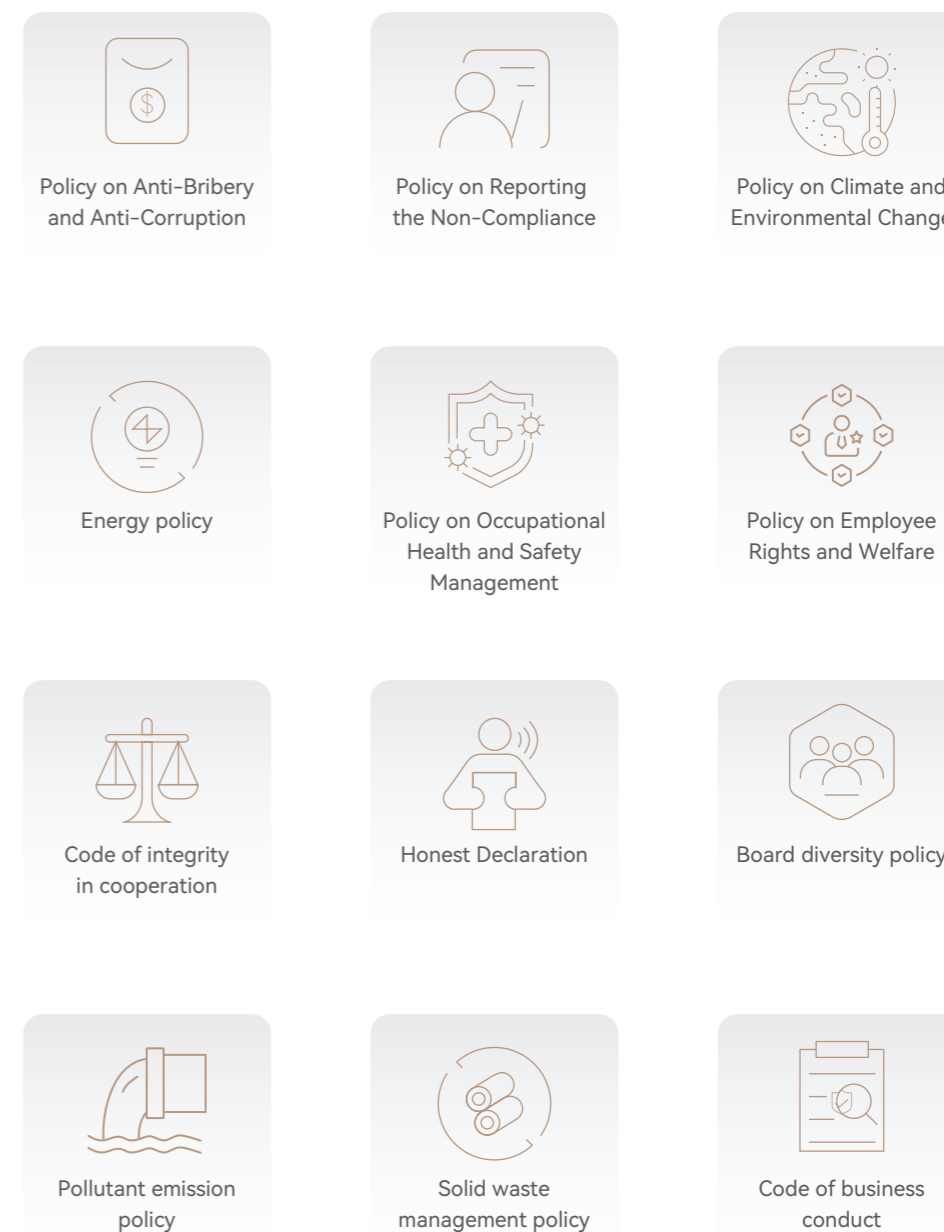 $
Policy on Anti-Bribery
and Anti-Corruption
Policy on Reporting
the Non-Compliance
Policy on Climate and
Environmental Change
Energy policy
Policy on Occupational
Health and Safety
Management
Policy on Employee
Rights and Welfare
Code of integrity
in cooperation
Honest Declaration
Board diversity policy
Pollutant emission
policy
Solid waste
management policy
Code of business
conduct